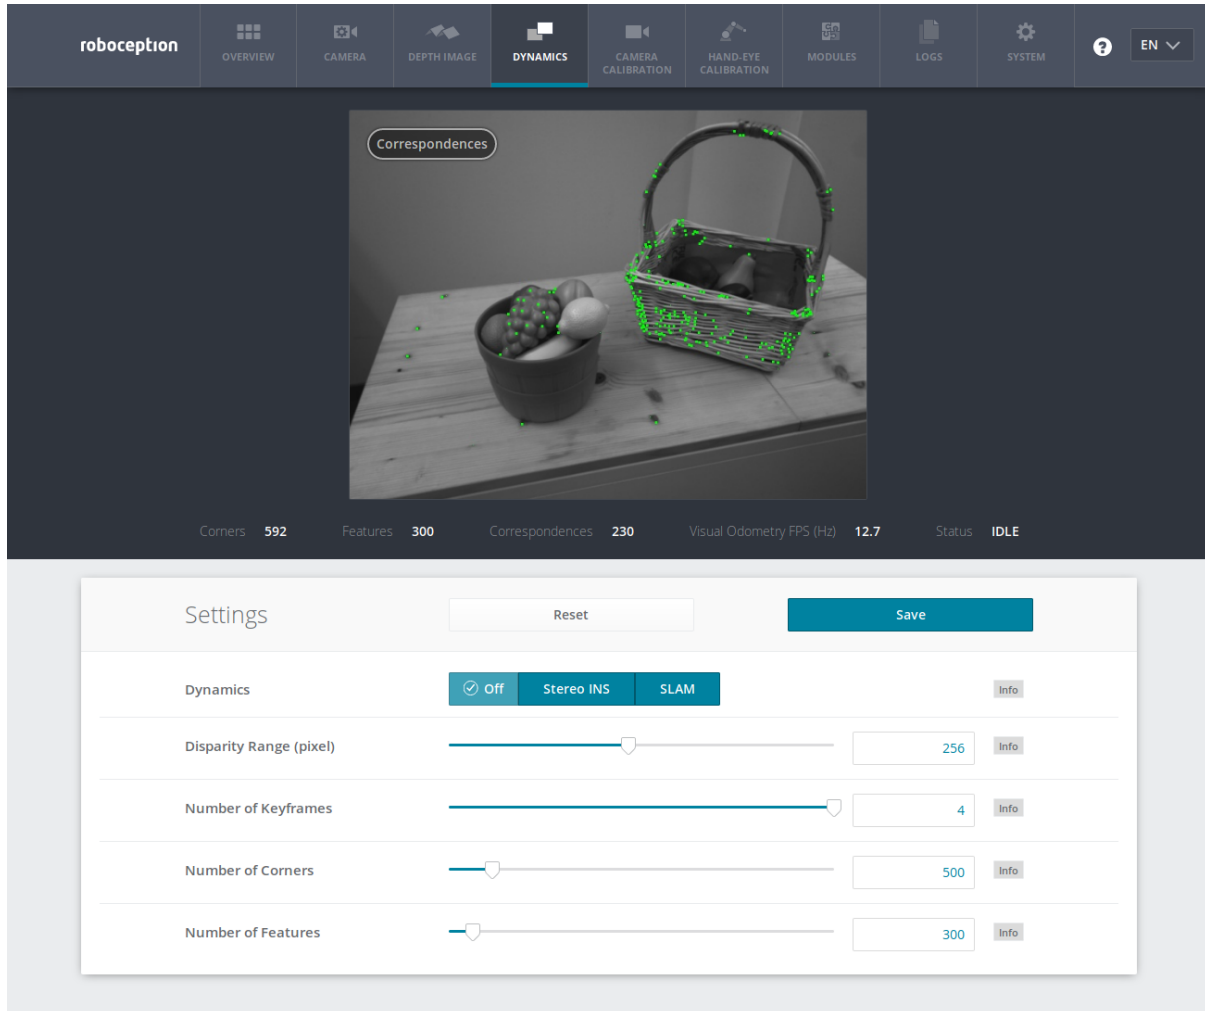 roboception
OVERVIEW
CAMERA
DEPTH IMAGE
DYNAMICS
CAMERA
CALIBRATION
HAND-EYE
CALIBRATION
MODULES
LOGS
SYSTEM
?
EN
Correspondences
Corners 592 Features 300 Correspondences 230 Visual Odometry FPS (Hz) 12.7 Status IDLE
Settings Reset Save
Dynamics Off Stereo INS SLAM Info
Disparity Range (pixel) 256 Info
Number of Keyframes 4 Info
Number of Corners 500 Info
Number of Features 300 Info